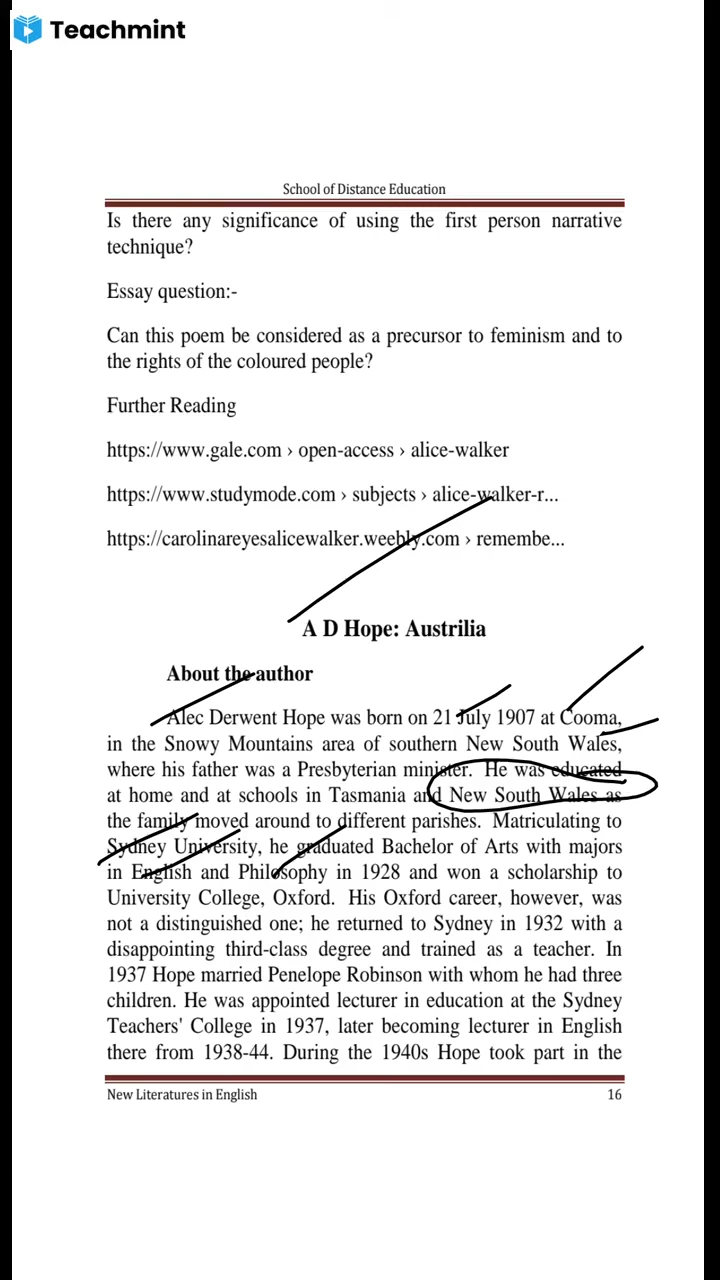 Teachmint
School of Distance Education
Is there any significance of using the first person narrative
technique?
Essay question:-
Can this poem be considered as a precursor to feminism and to
the rights of the coloured people?
Further Reading
https://www.gale.com › open-access › alice-walker
https://www.studymode.com › subjects › alice-walker-r...
https://carolinareyesalicewalker.weebly.com › remembe...
A D Hope: Austrilia
About the author
Alec Derwent Hope was born on 21 July 1907 at Cooma,
in the Snowy Mountains area of southern New South Wales,
where his father was a Presbyterian minister. He was educated
at home and at schools in Tasmania and New South Wales as
the family moved around to different parishes. Matriculating to
Sydney University, he graduated Bachelor of Arts with majors
in English and Philosophy in 1928 and won a scholarship to
University College, Oxford. His Oxford career, however, was
not a distinguished one; he returned to Sydney in 1932 with a
disappointing third-class degree and trained as a teacher. In
1937 Hope married Penelope Robinson with whom he had three
children. He was appointed lecturer in education at the Sydney
Teachers' College in 1937, later becoming lecturer in English
there from 1938-44. During the 1940s Hope took part in the
New Literatures in English 16